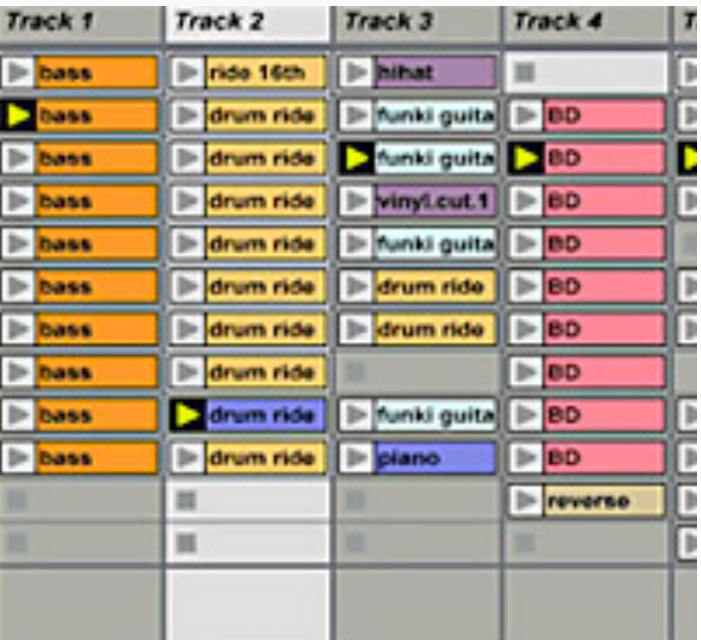 Track 1 Track 2 Track 3 Track 4 T
bass ride 16th hihat
bass drum ride funki guita BD
bass drum ride funki guita BD
bass drum ride vinyl.cut.1 BD
bass drum ride funki guita BD
bass drum ride drum ride BD
bass drum ride drum ride BD
bass drum ride BD
bass drum ride funki guita BD
bass drum ride piano BD
reverse